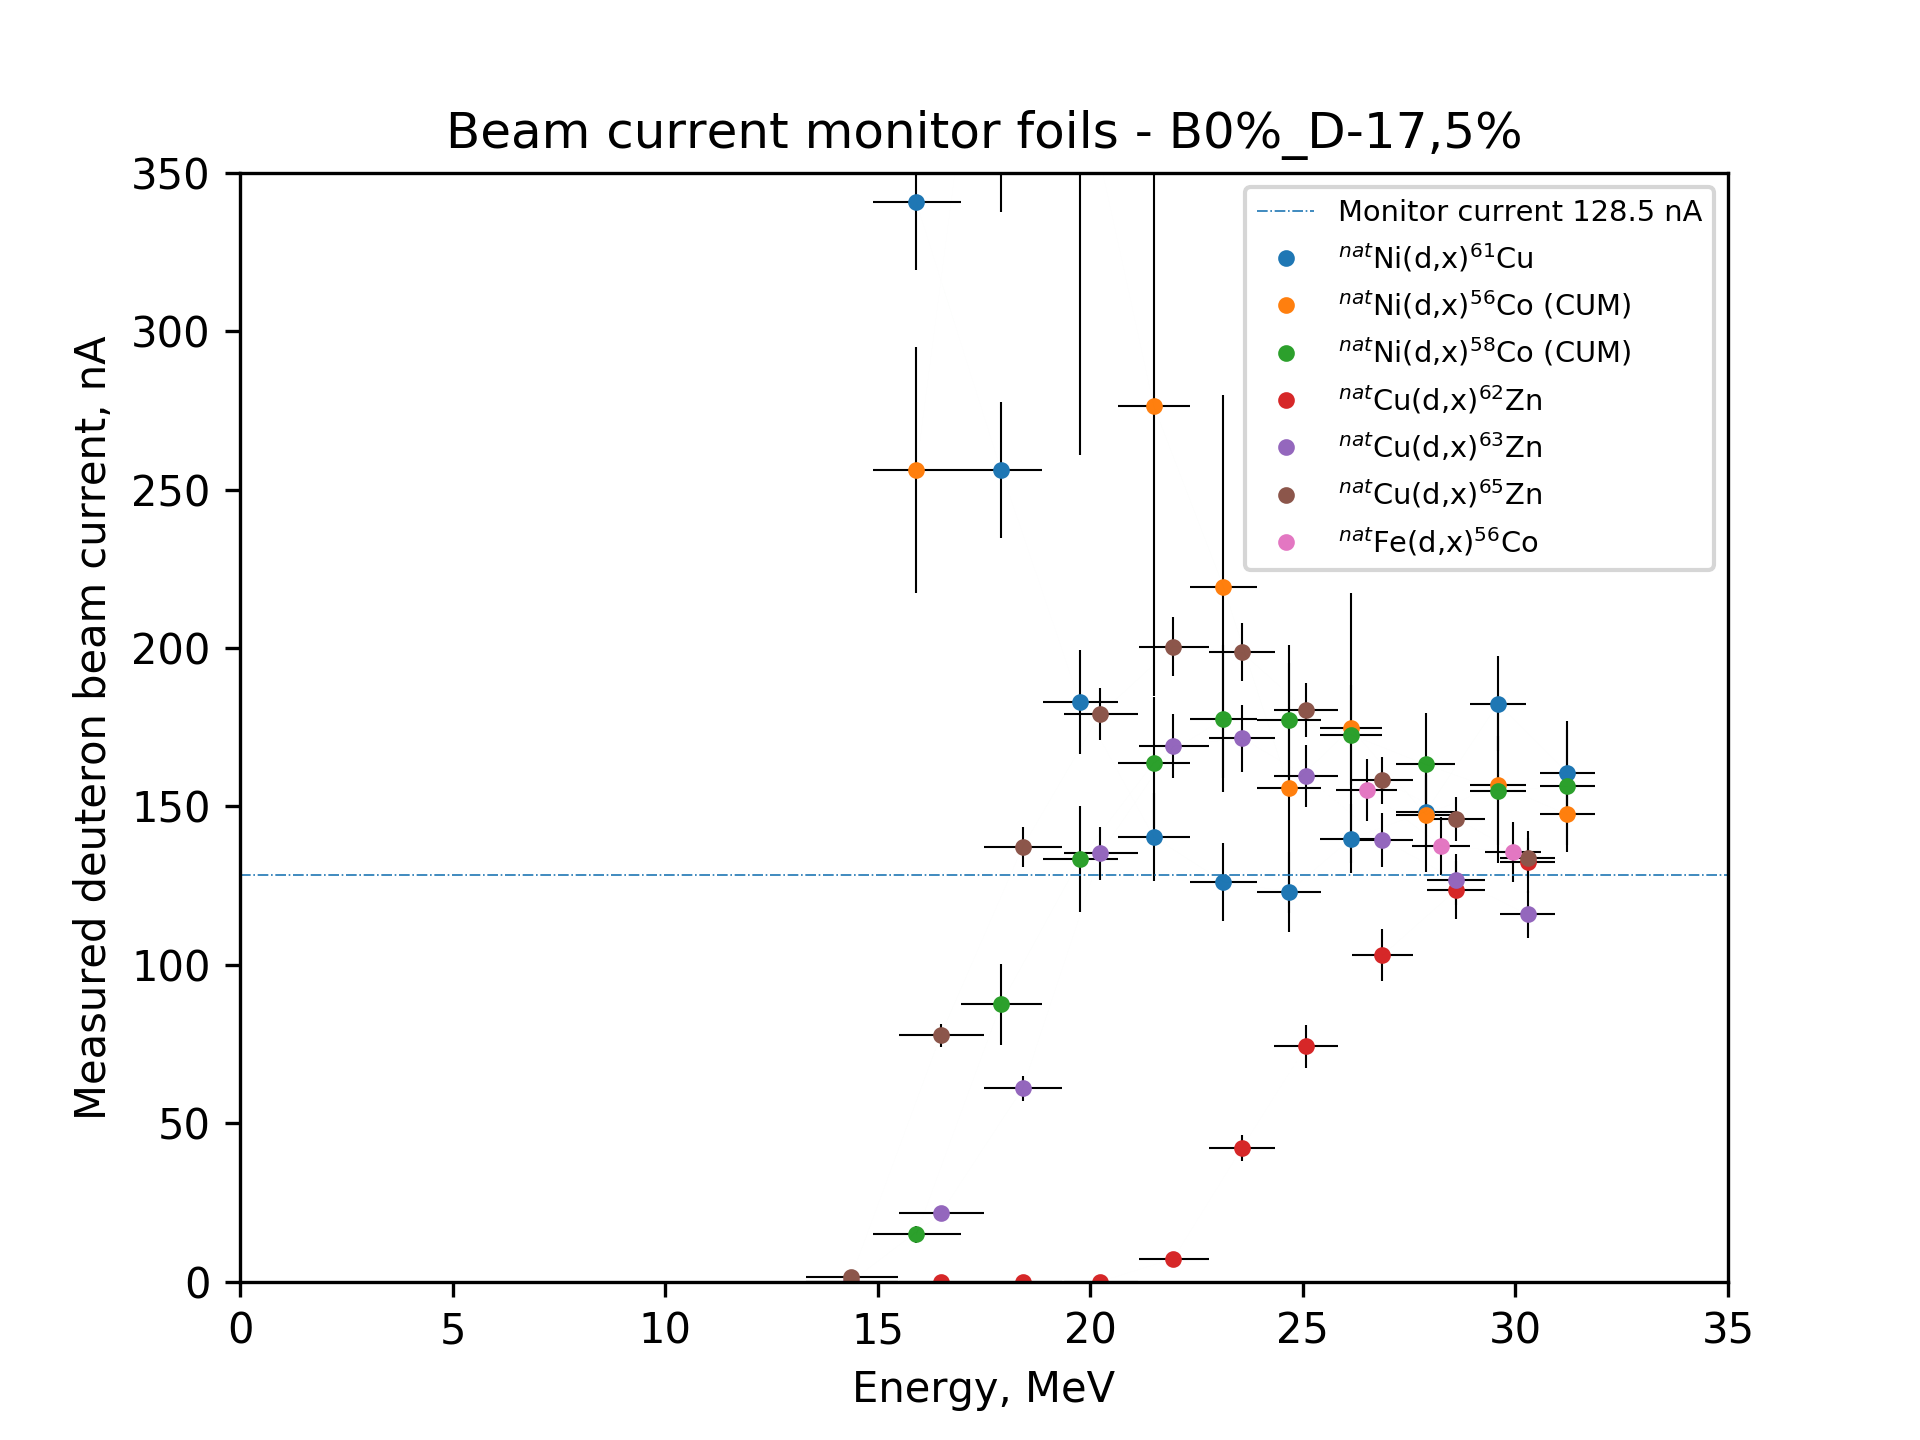 Beam current monitor foils - B0%_D-17,5%
Measured deuteron beam current, nA
350
300
250
200
150
100
50
0
Monitor current 128.5 nA
ⁿᵃᵗNi(d,x)⁶¹Cu
ⁿᵃᵗNi(d,x)⁵⁶Co (CUM)
ⁿᵃᵗNi(d,x)⁵⁸Co (CUM)
ⁿᵃᵗCu(d,x)⁶²Zn
ⁿᵃᵗCu(d,x)⁶³Zn
ⁿᵃᵗCu(d,x)⁶⁵Zn
ⁿᵃᵗFe(d,x)⁵⁶Co
0 5 10 15 20 25 30 35
Energy, MeV